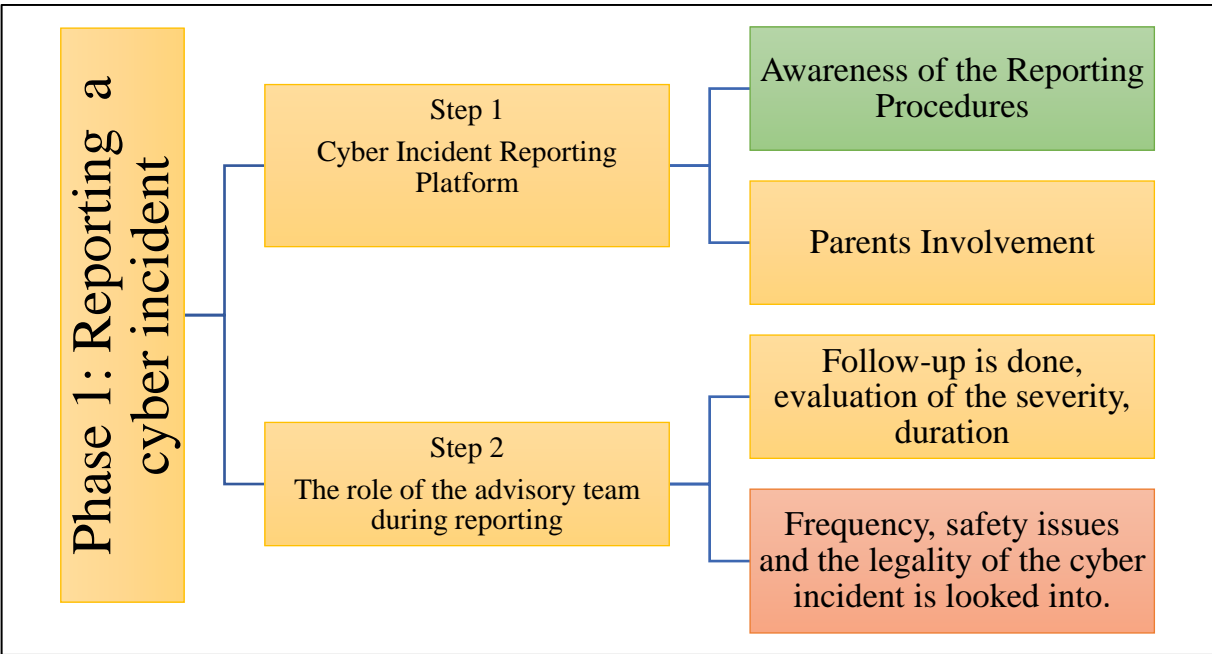 Phase 1: Reporting a
cyber incident
Step 1
Cyber Incident Reporting
Platform
Awareness of the Reporting
Procedures
Parents Involvement
Step 2
The role of the advisory team
during reporting
Follow-up is done,
evaluation of the severity,
duration
Frequency, safety issues
and the legality of the cyber
incident is looked into.